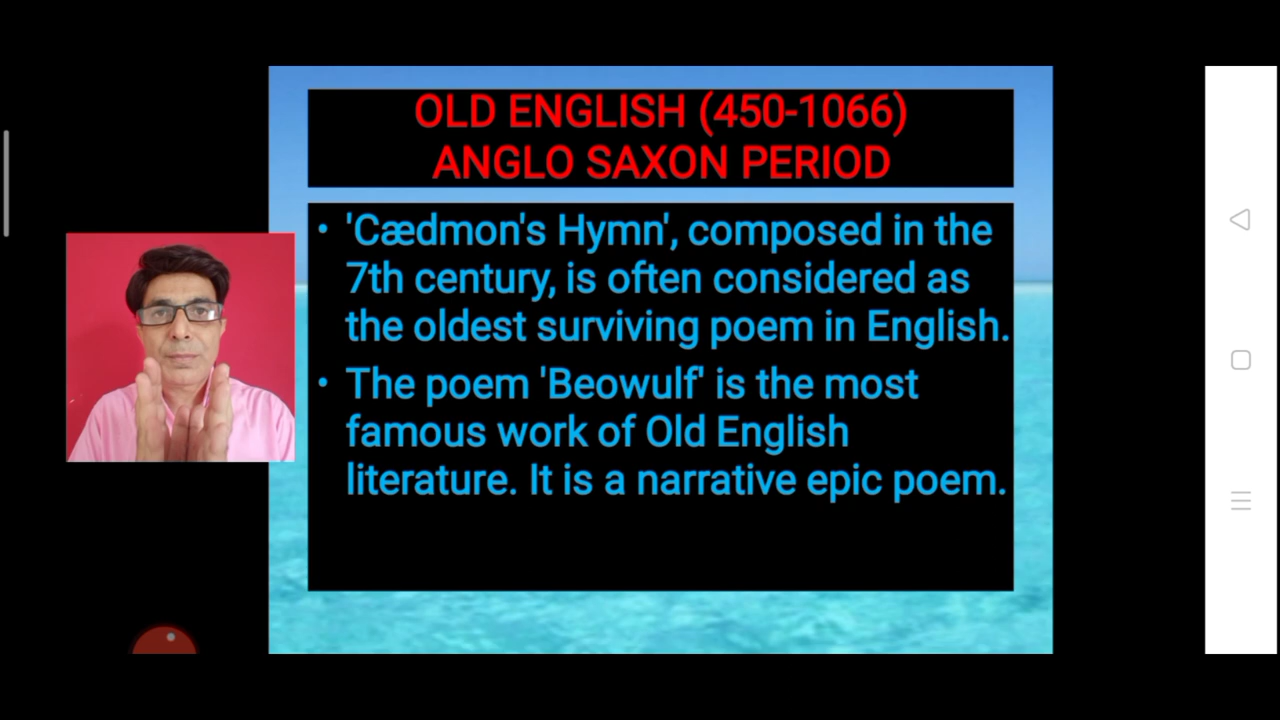 OLD ENGLISH (450-1066)
ANGLO SAXON PERIOD
• 'Cædmon's Hymn', composed in the
7th century, is often considered as
the oldest surviving poem in English.
• The poem 'Beowulf' is the most
famous work of Old English
literature. It is a narrative epic poem.